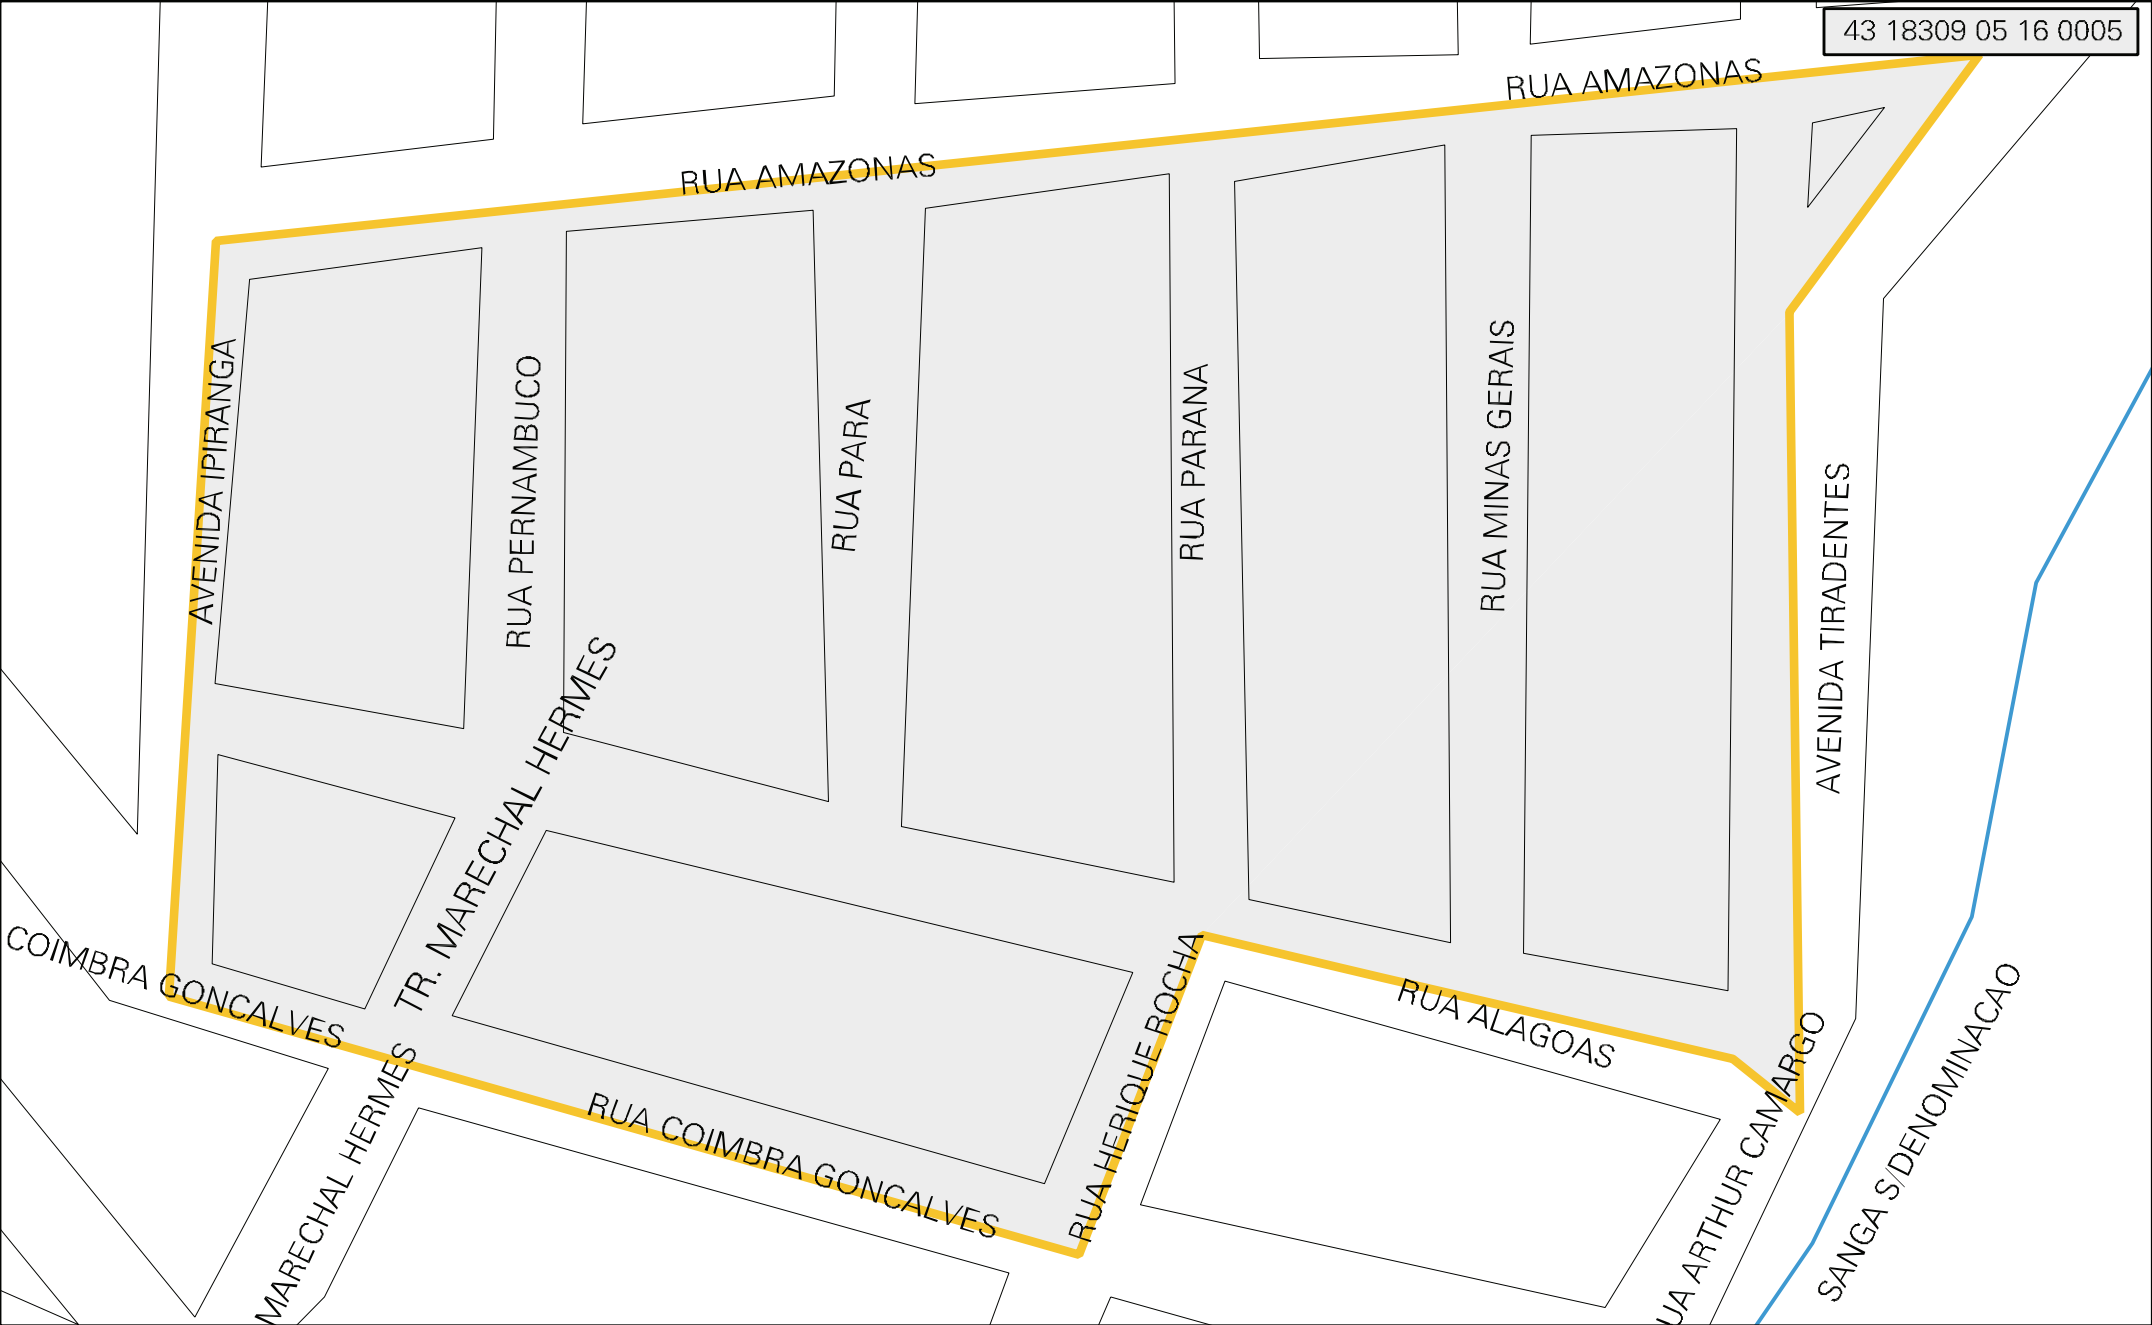 43 18309 05 16 0005
RUA AMAZONAS
RUA AMAZONAS
AVENIDA IPIRANGA
RUA PERNAMBUCO
RUA PARA
RUA PARANA
RUA MINAS GERAIS
AVENIDA TIRADENTES
TR. MARECHAL HERMES
COIMBRA GONCALVES
MARECHAL HERMES
RUA COIMBRA GONCALVES
RUA HERIQUE ROCHA
RUA ALAGOAS
UA ARTHUR CAMARGO
SANGA S/DENOMINACAO